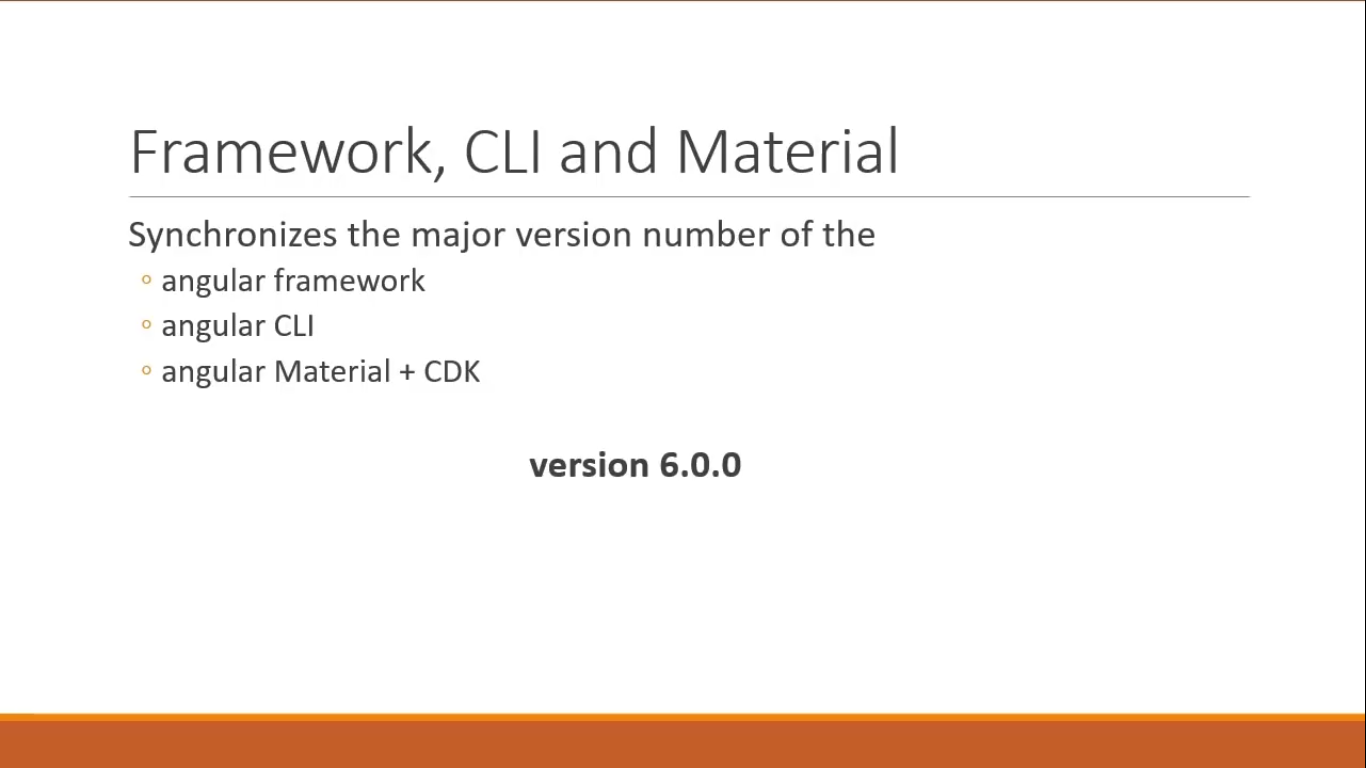 Framework, CLI and Material
Synchronizes the major version number of the
◦ angular framework
◦ angular CLI
◦ angular Material + CDK
version 6.0.0